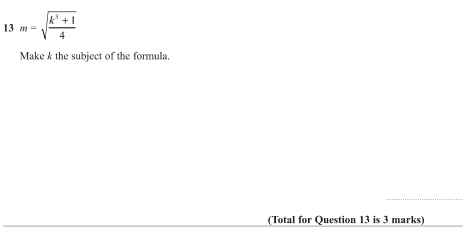 13 m = √((k³ + 1)/4)
Make k the subject of the formula.
(Total for Question 13 is 3 marks)